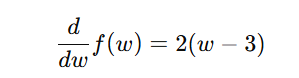 d/dw f(w) = 2(w – 3)